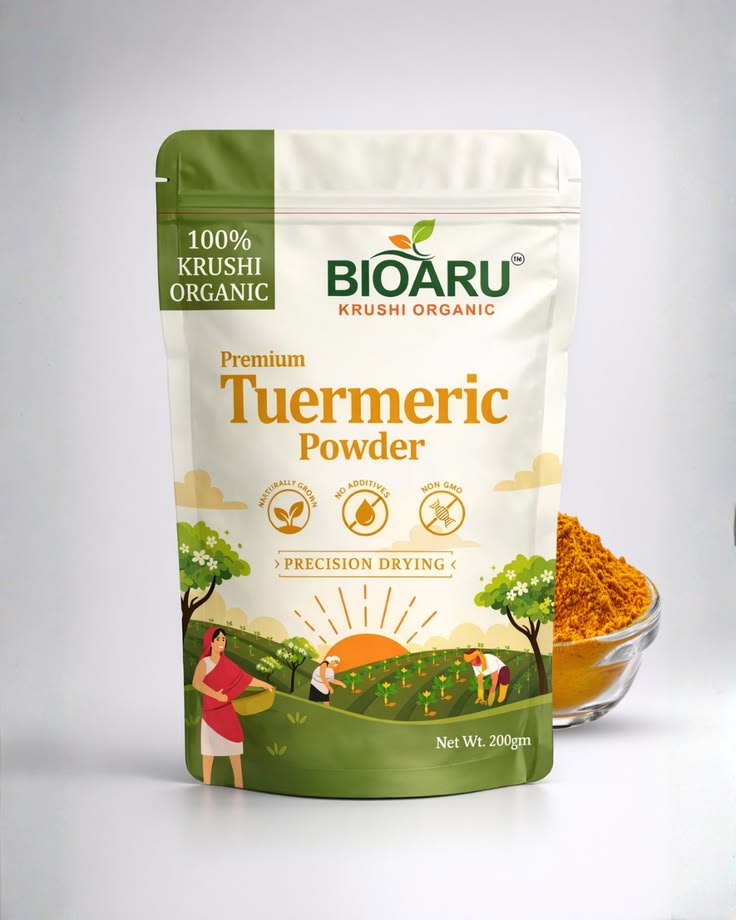 100%
KRUSHI
ORGANIC
BIOARU TM
KRUSHI ORGANIC
Premium
Tuermeric
Powder
NATURALLY GROWN
NO ADDITIVES
NON GMO
PRECISION DRYING
Net Wt. 200gm